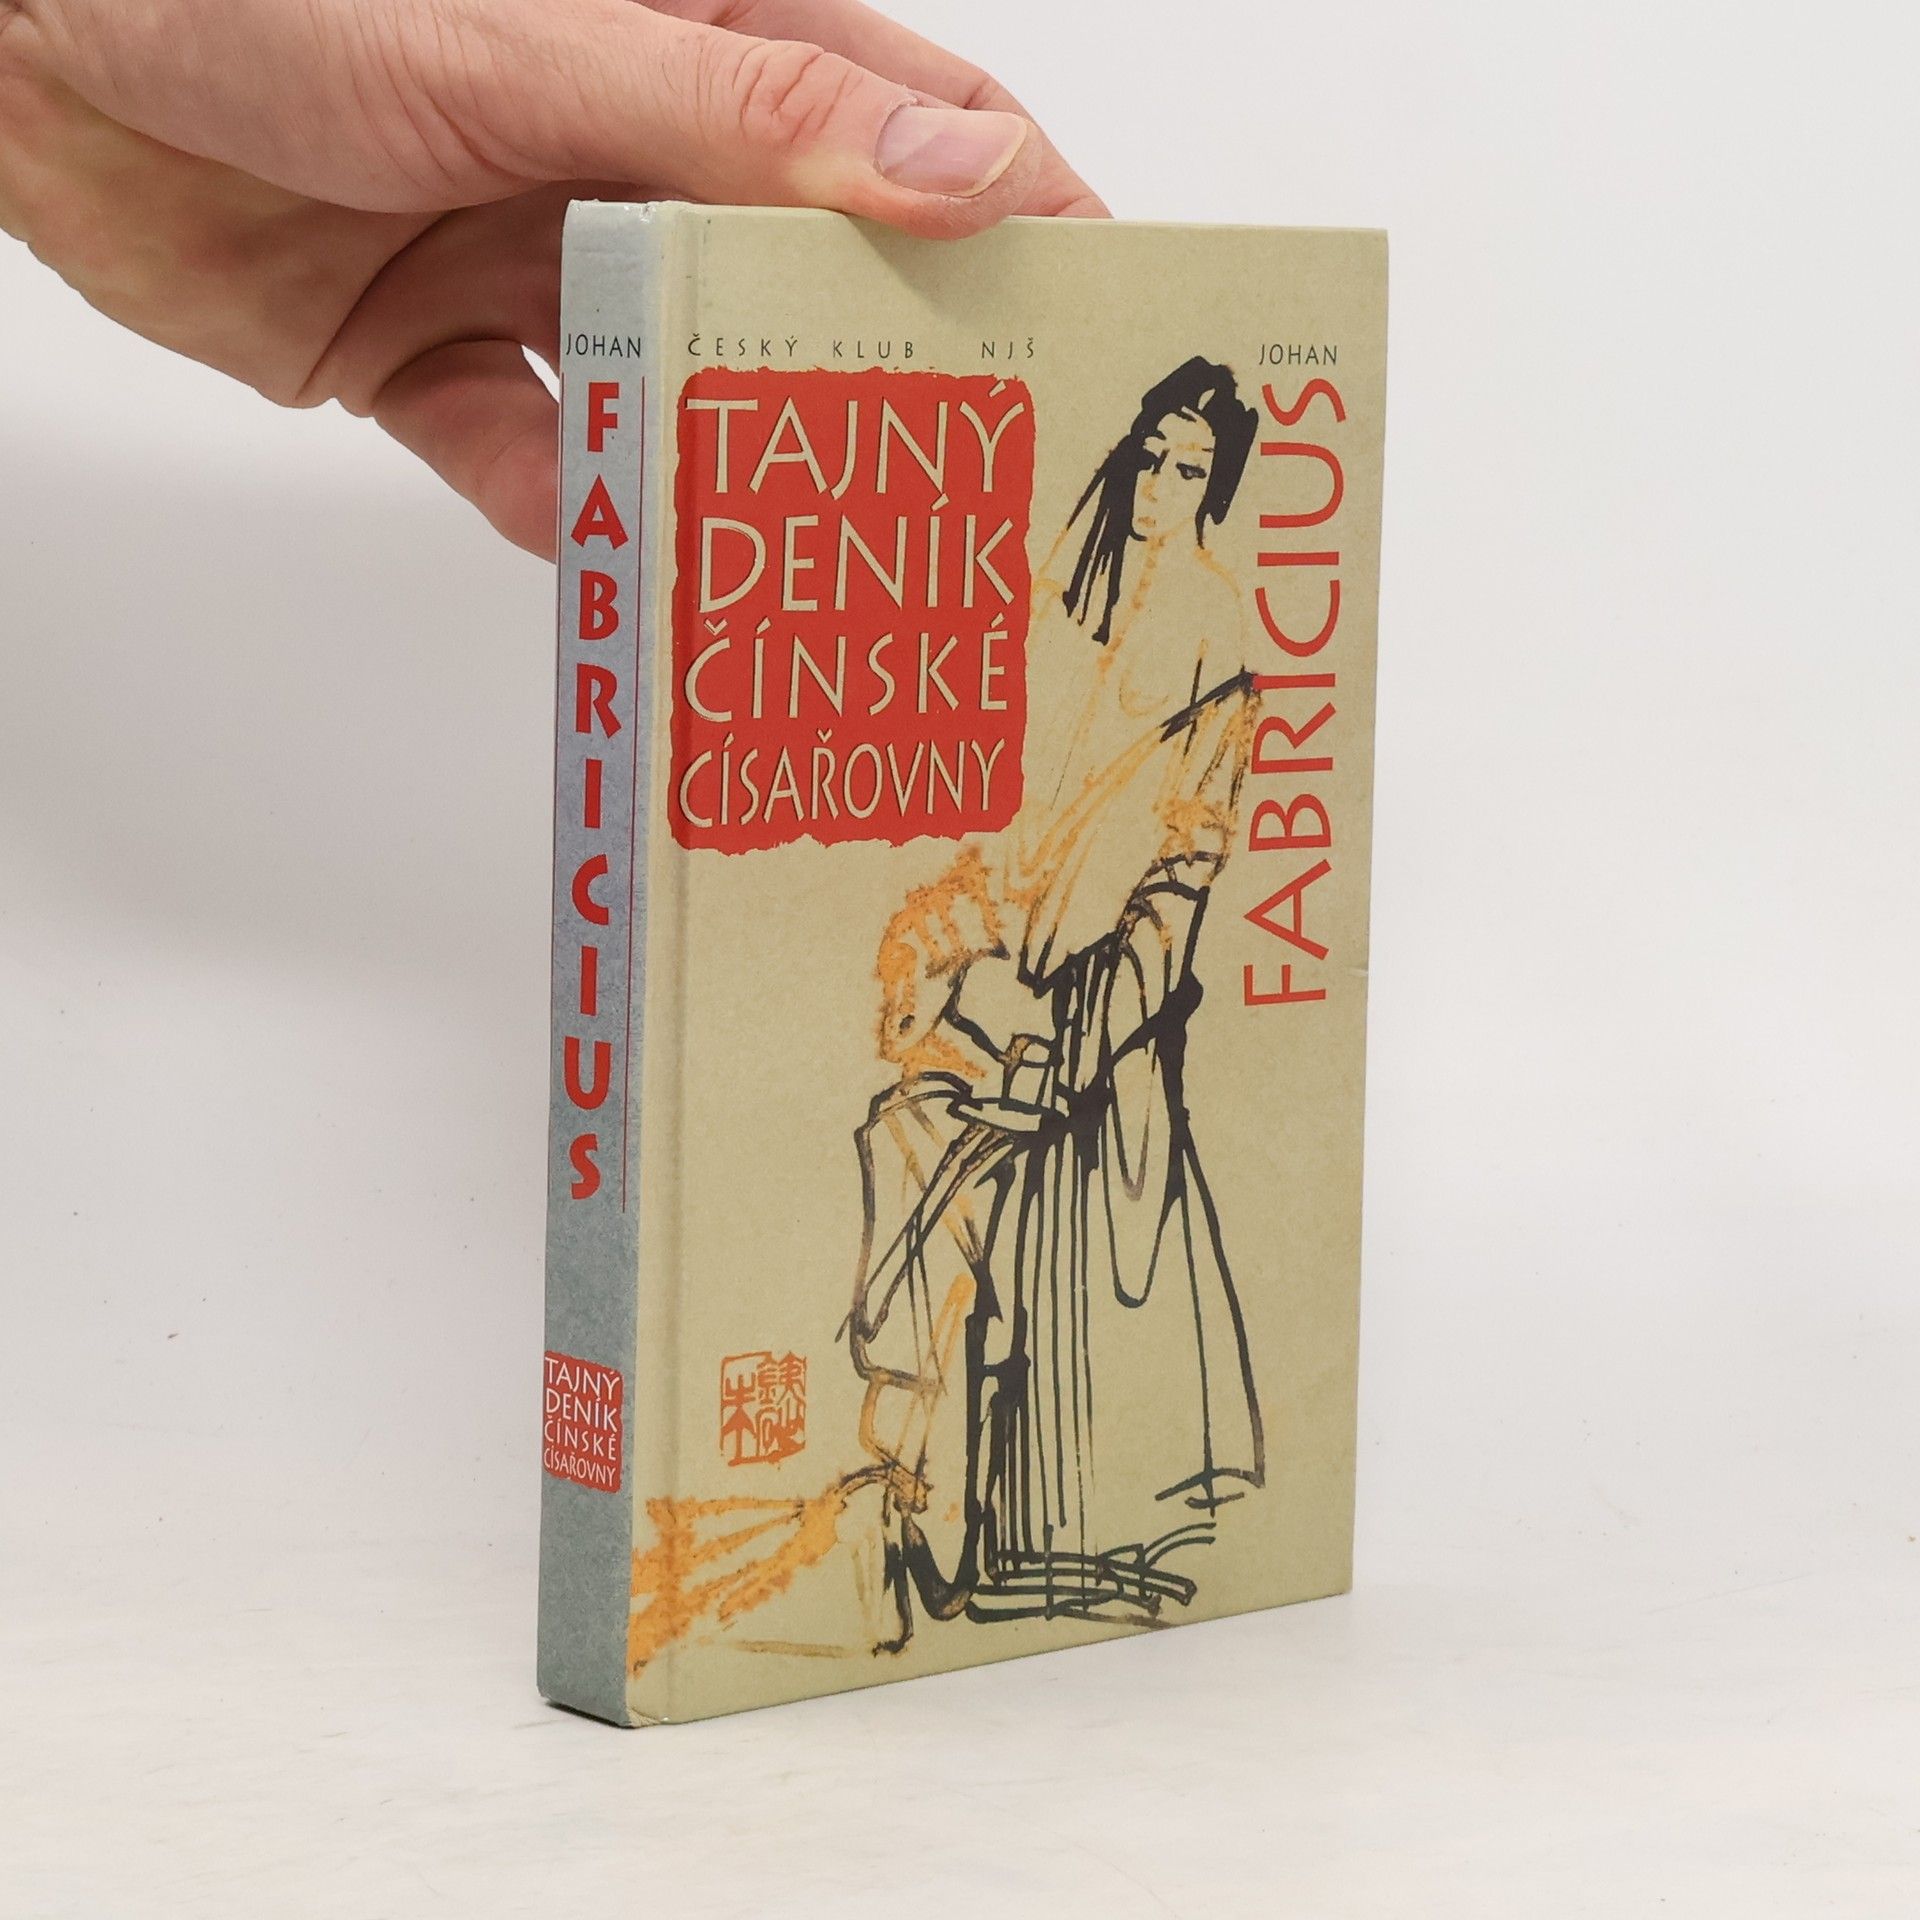 JOHAN
FABRICIUS
TAJNÝ
DENÍK
ČÍNSKÉ
CÍSAŘOVNY
ČESKÝ KLUB NJŠ
TAJNÝ
DENÍK
ČÍNSKÉ
CÍSAŘOVNY
JOHAN
FABRICIUS